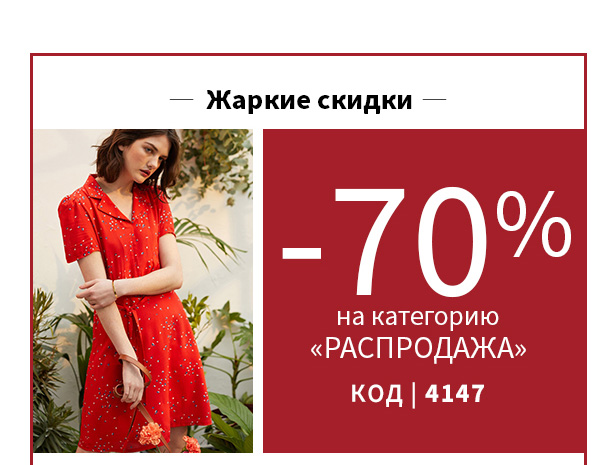 Жаркие скидки
-70%
на категорию
«РАСПРОДАЖА»
КОД | 4147